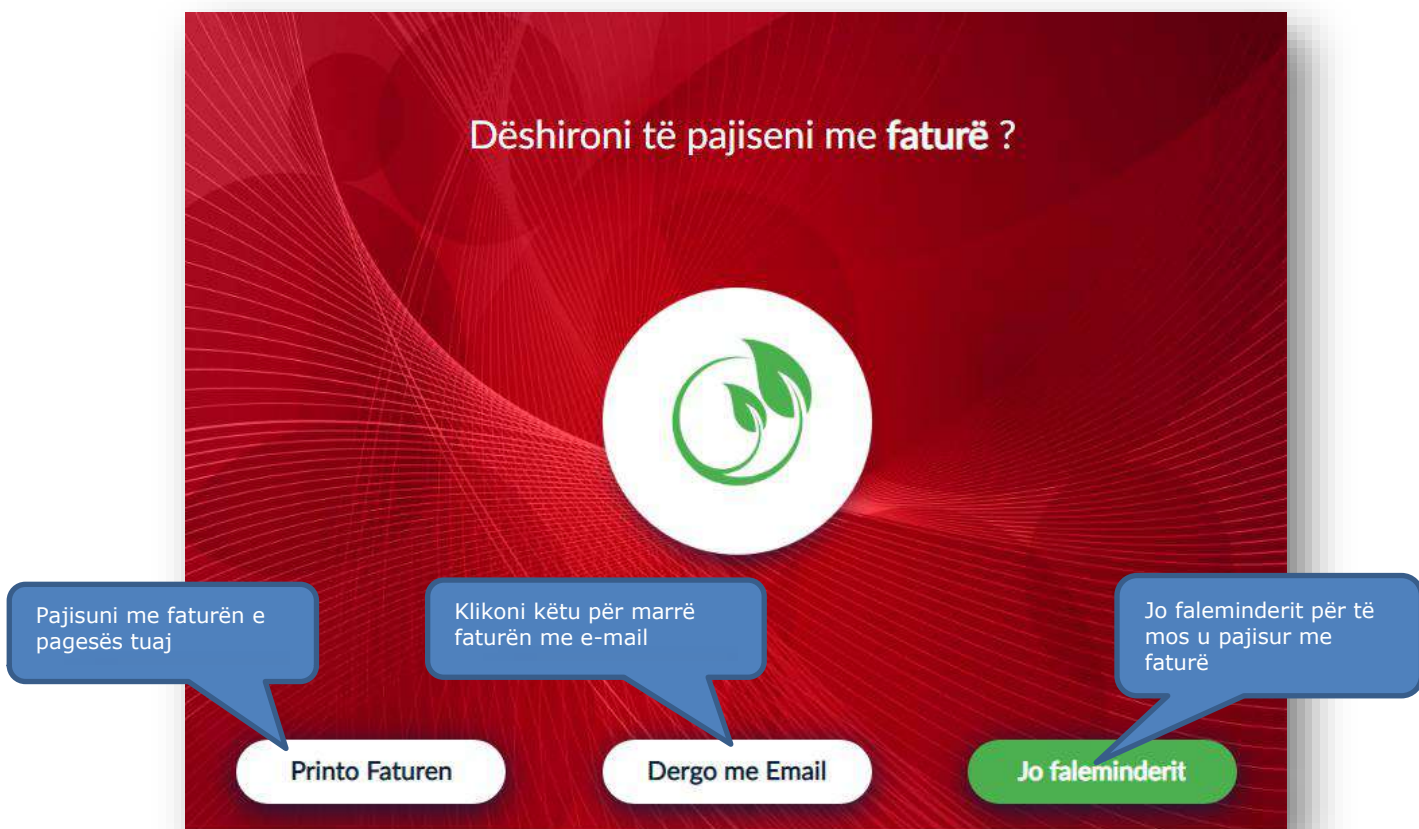 Dëshironi të pajiseni me faturë ?
Pajisuni me faturën e
pagesës tuaj
Klikoni këtu për marrë
faturën me e-mail
Jo faleminderit për të
mos u pajisur me
faturë
Printo Faturen
Dergo me Email
Jo faleminderit